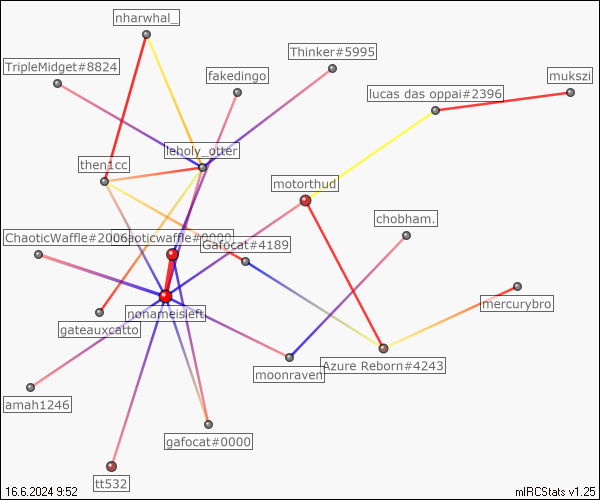 nharwhal_
Thinker#5995
TripleMidget#8824
fakedingo
mukszi
lucas das oppai#2396
leholy_otter
then1cc
motorthud
chobham.
ChaoticWaffle#2006
chaoticwaffle#0000
Gafocat#4189
mercurybro
nonameisleft
gateauxcatto
moonraven
Azure Reborn#4243
amah1246
gafocat#0000
tt532
16.6.2024 9:52
mIRCStats v1.25